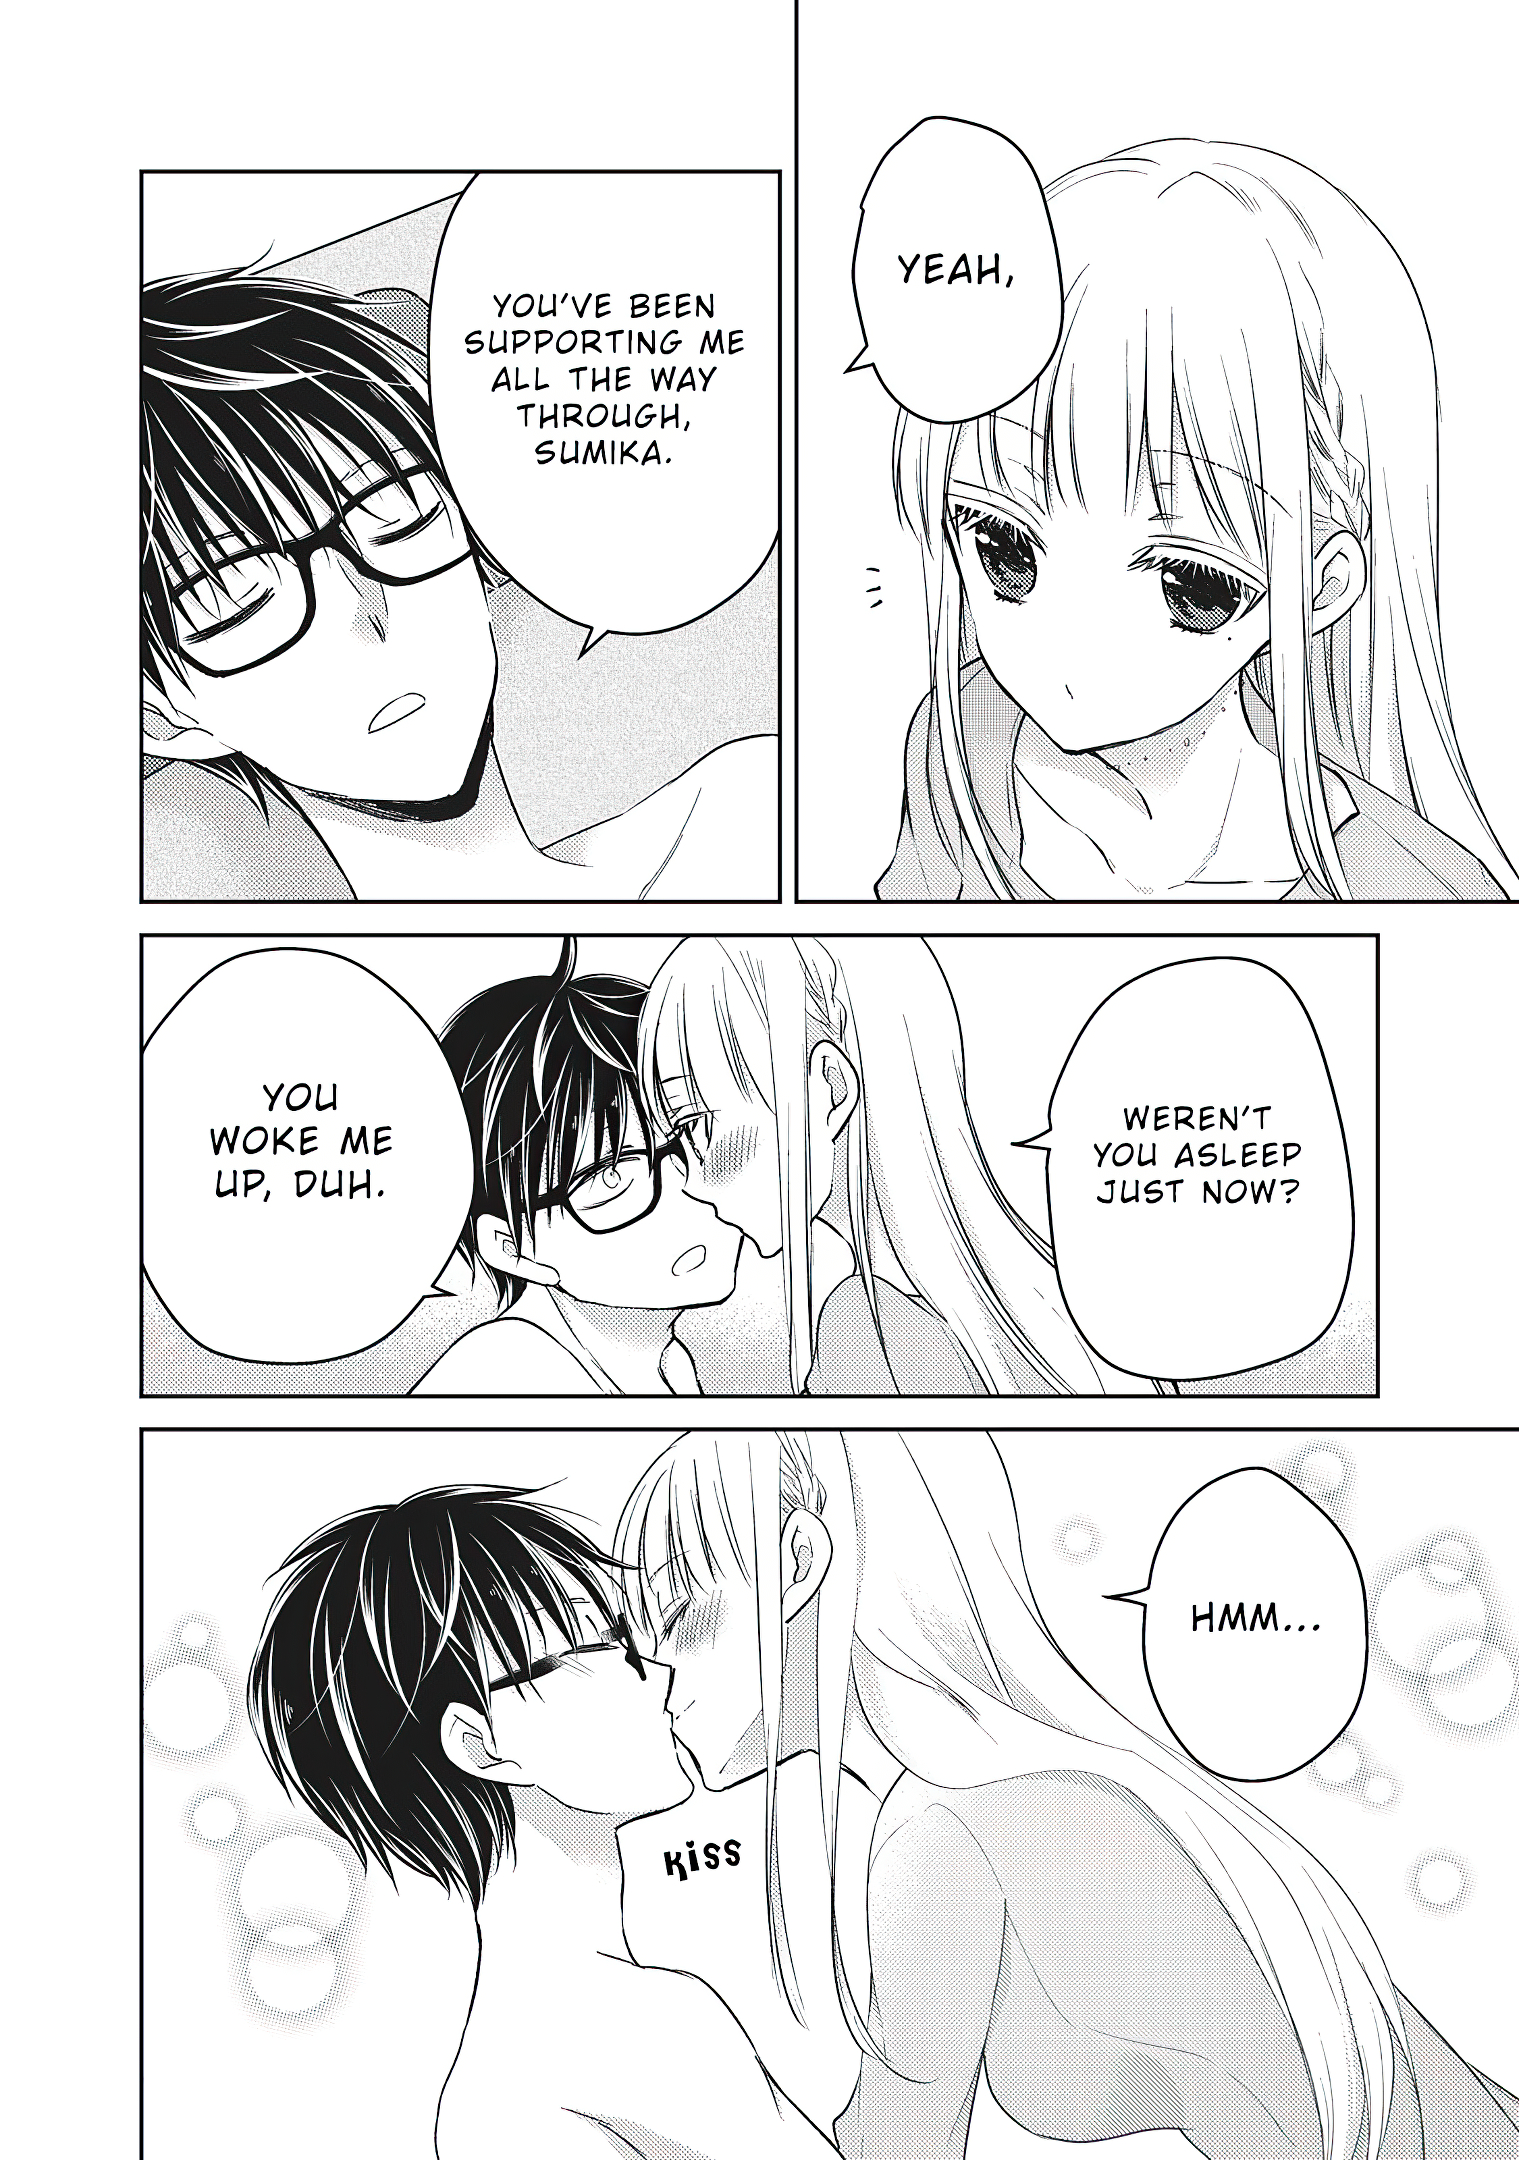 YEAH,
YOU'VE BEEN
SUPPORTING ME
ALL THE WAY
THROUGH,
SUMIKA.
WEREN'T
YOU ASLEEP
JUST NOW?
YOU
WOKE ME
UP, DUH.
HMM...
KiSS